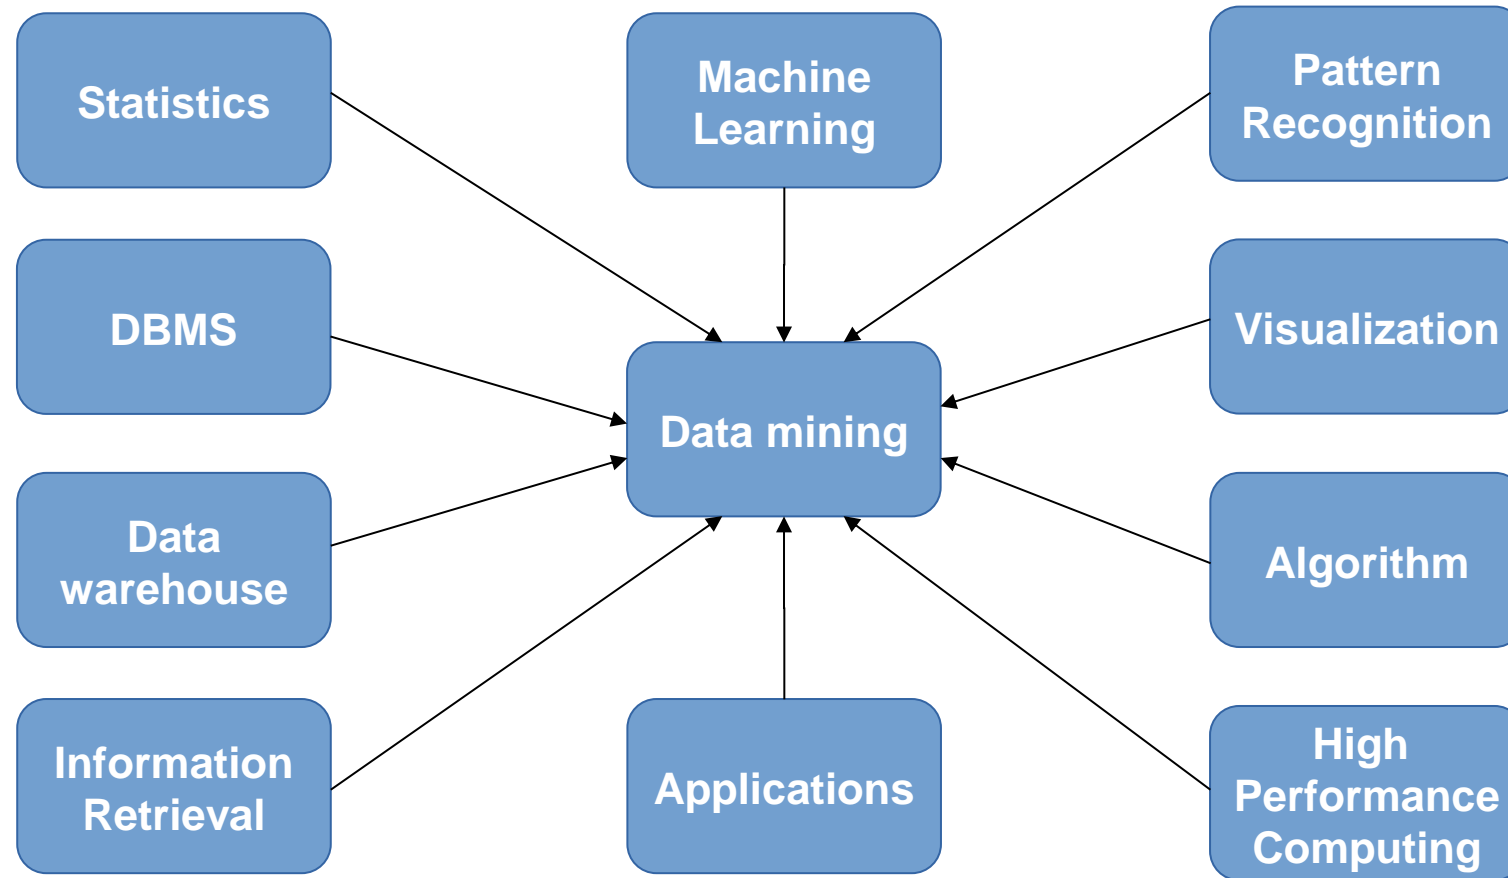 Statistics
Machine
Learning
Pattern
Recognition
DBMS
Visualization
Data mining
Data
warehouse
Algorithm
Information
Retrieval
Applications
High
Performance
Computing